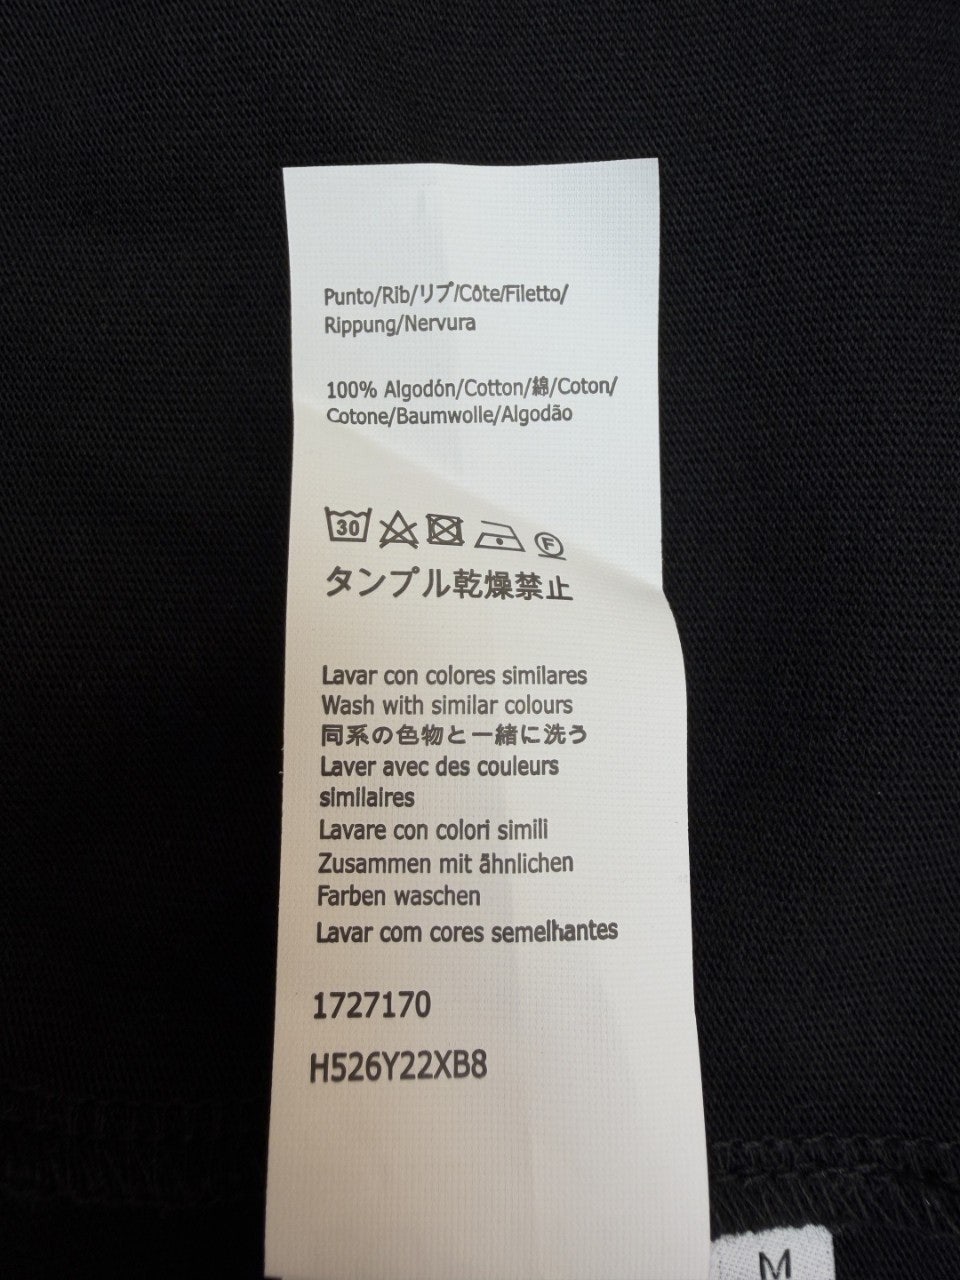 Punto/Rib/リブ/Côte/Filetto/
Rippung/Nervura
100% Algodón/Cotton/綿/Coton/
Cotone/Baumwolle/Algodão
30
F
タンプル乾燥禁止
Lavar con colores similares
Wash with similar colours
同系の色物と一緒に洗う
Laver avec des couleurs
similaires
Lavare con colori simili
Zusammen mit ähnlichen
Farben waschen
Lavar com cores semelhantes
1727170
H526Y22XB8
M